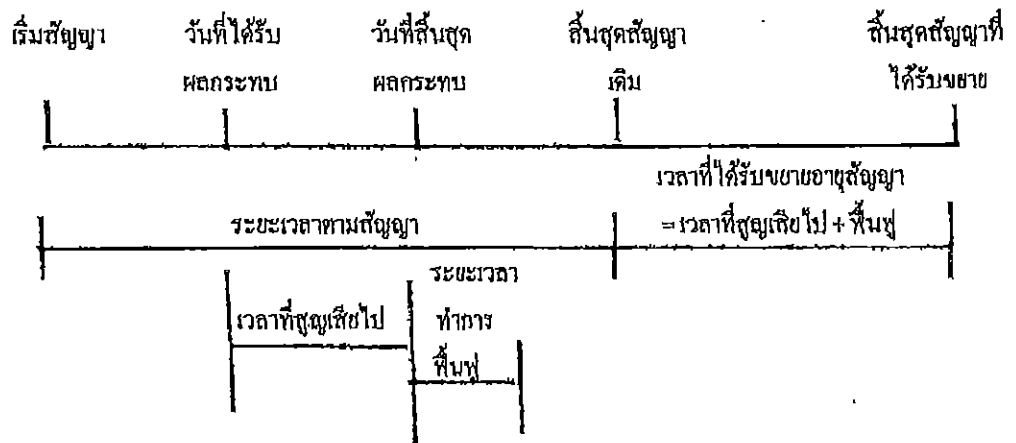 เริ่มสัญญา วันที่ได้รับ วันที่สิ้นสุด สิ้นสุดสัญญา สิ้นสุดสัญญาที่
ผลกระทบ ผลกระทบ เดิม ได้รับขยาย
เวลาที่ได้รับขยายอายุสัญญา
ระยะเวลาตามสัญญา =เวลาที่สูญเสียไป + ฟื้นฟู
ระยะเวลา
เวลาที่สูญเสียไป ทำการ
ฟื้นฟู